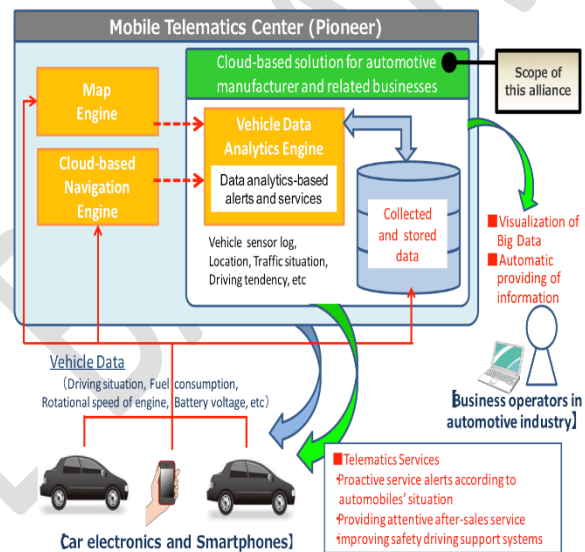 Mobile Telematics Center (Pioneer)
Cloud-based solution for automotive
manufacturer and related businesses
Scope of
this alliance
Map
Engine
Cloud-based
Navigation
Engine
Vehicle Data
Analytics Engine
Data analytics-based
alerts and services
Vehicle sensor log,
Location, Traffic situation,
Driving tendency, etc
Collected
and stored
data
■Visualization of
Big Data
■Automatic
providing of
information
【Business operators in
automotive industry】
Vehicle Data
(Driving situation, Fuel consumption,
Rotational speed of engine, Battery voltage, etc)
【Car electronics and Smartphones】
■Telematics Services
・Proactive service alerts according to
automobiles' situation
・Providing attentive after-sales service
・improving safety driving support systems